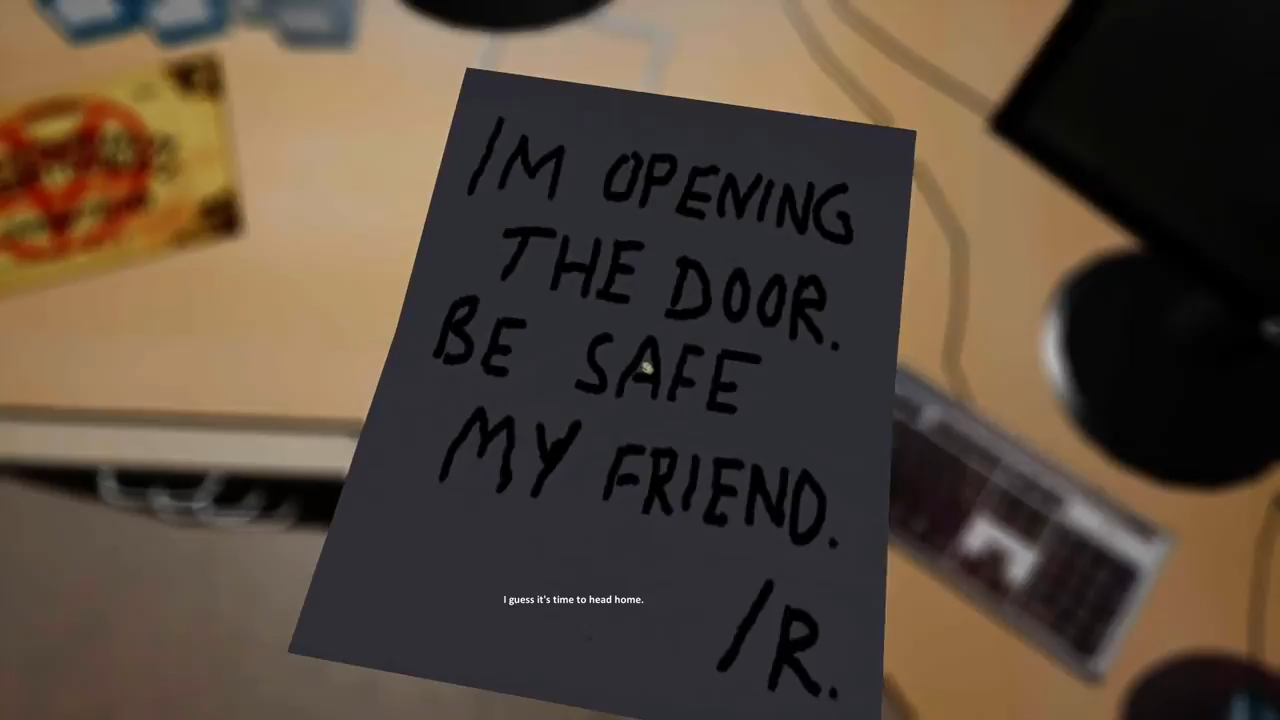 IM OPENING
THE DOOR.
BE SAFE
MY FRIEND.
I guess it's time to head home.
/R.